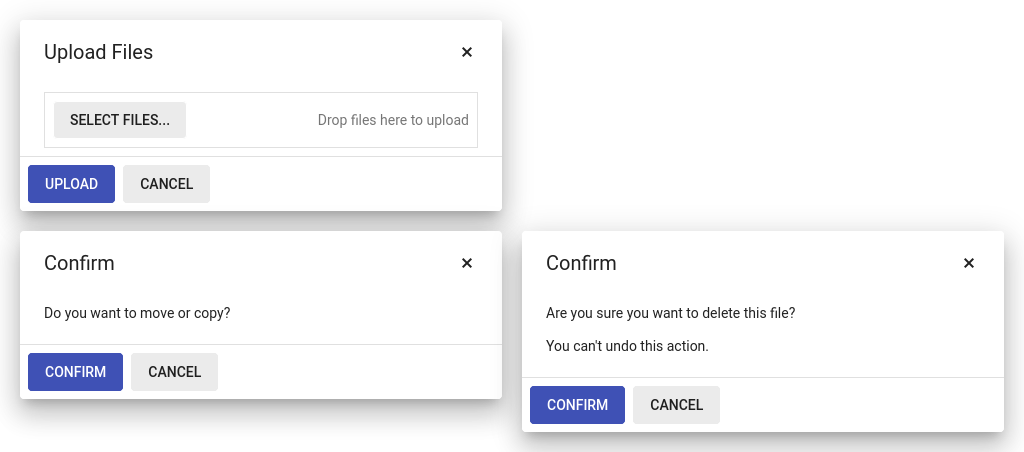 Upload Files
SELECT FILES...
Drop files here to upload
UPLOAD
CANCEL
Confirm
Do you want to move or copy?
CONFIRM
CANCEL
Confirm
Are you sure you want to delete this file?
You can't undo this action.
CONFIRM
CANCEL